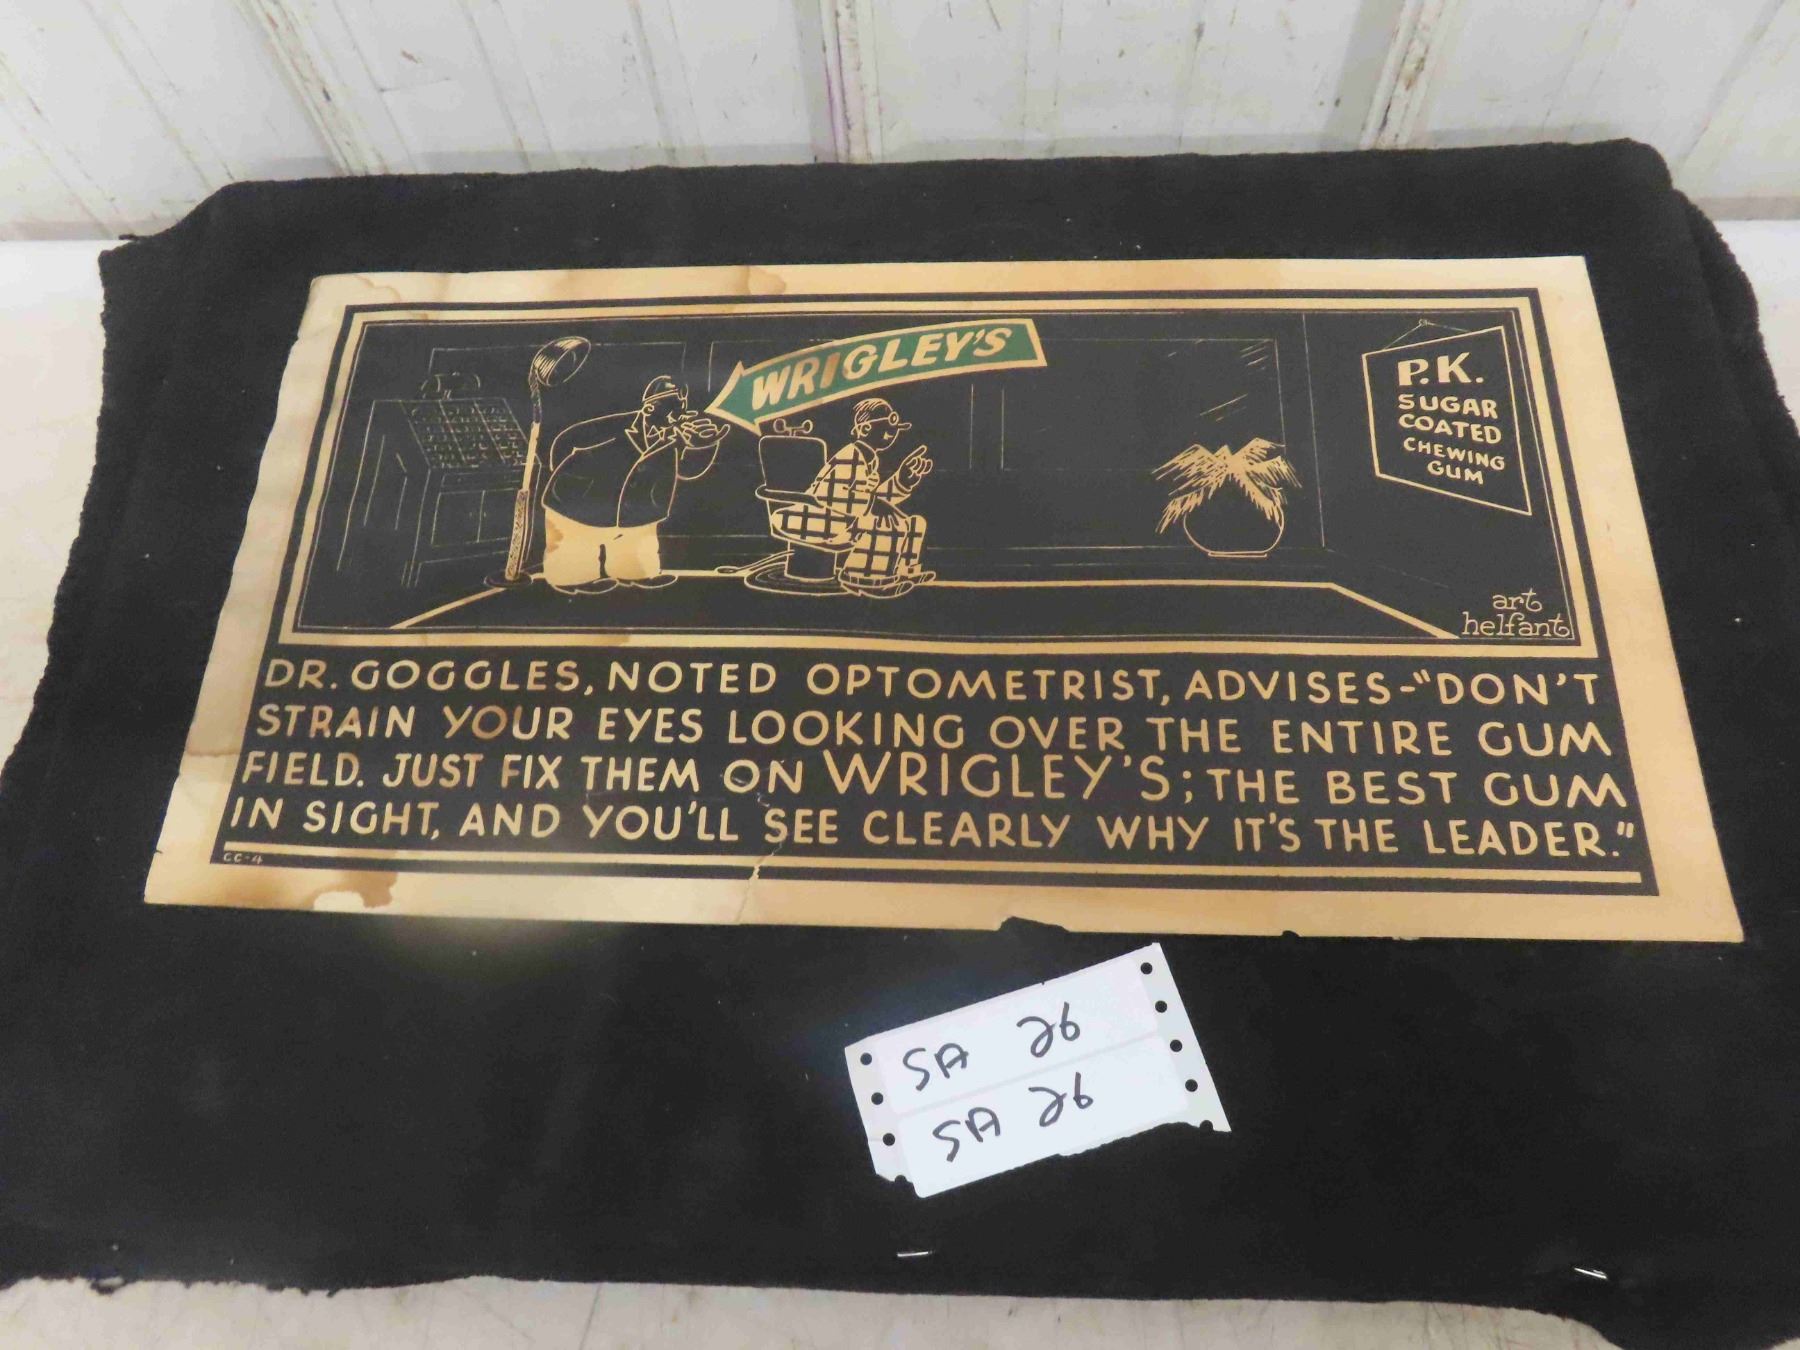 WRIGLEY'S
P.K.
SUGAR
COATED
CHEWING
GUM
art
helfant
DR. GOGGLES, NOTED OPTOMETRIST, ADVISES-"DON'T
STRAIN YOUR EYES LOOKING OVER THE ENTIRE GUM
FIELD. JUST FIX THEM ON WRIGLEY'S; THE BEST GUM
IN SIGHT, AND YOU'LL SEE CLEARLY WHY IT'S THE LEADER."
CC-4
SA 26
SA 26